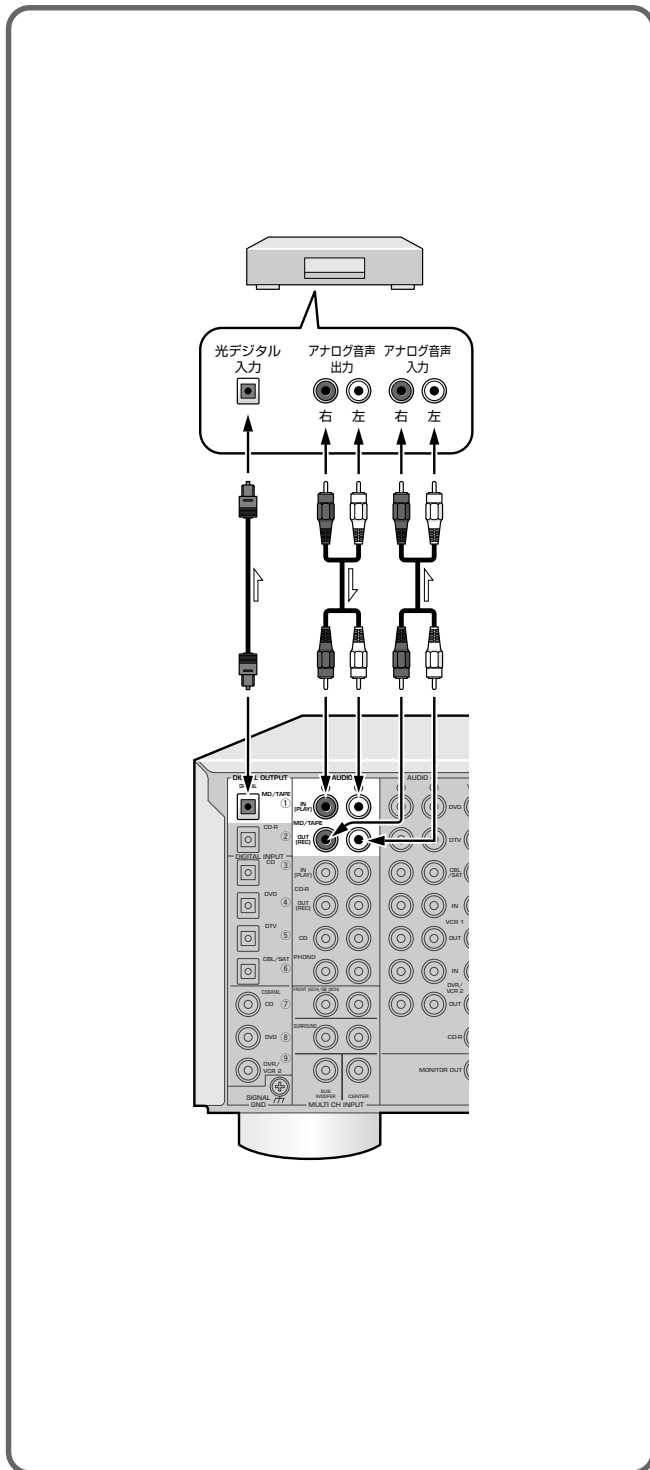 光デジタル
入力
アナログ音声
出力
アナログ音声
入力
右 左 右 左
DIGITAL OUTPUT
OPTICAL
MD/TAPE
①
CD-R
②
DIGITAL INPUT
CD
③
DVD
④
DTV
⑤
CBL/SAT
⑥
COAXIAL
CD
⑦
DVD
⑧
⑨
DVR/
VCR 2
SIGNAL
GND
AUDIO
IN
(PLAY)
MD/TAPE
OUT
(REC)
IN
(PLAY)
CD-R
OUT
(REC)
CD
PHONO
FRONT (6CH)/SB (8CH)
SURROUND
SUB
WOOFER
CENTER
MULTI CH INPUT
AUDIO
DVD
DTV
CBL
/SAT
IN
VCR 1
OUT
IN
DVR/
VCR 2
OUT
CD-R
MONITOR OUT